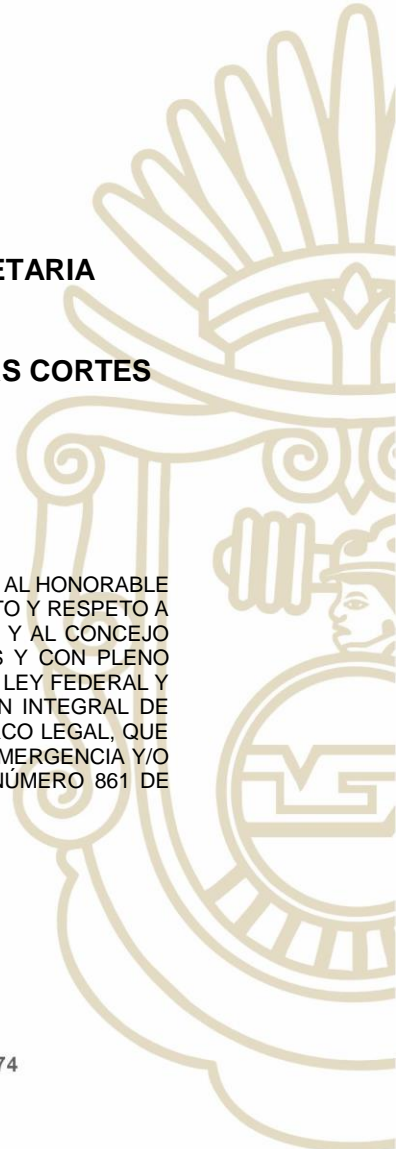 ETARIA
S CORTES
AL HONORABLE
TO Y RESPETO A
Y AL CONCEJO
S Y CON PLENO
LEY FEDERAL Y
N INTEGRAL DE
CO LEGAL, QUE
MERGENCIA Y/O
NÚMERO 861 DE
74